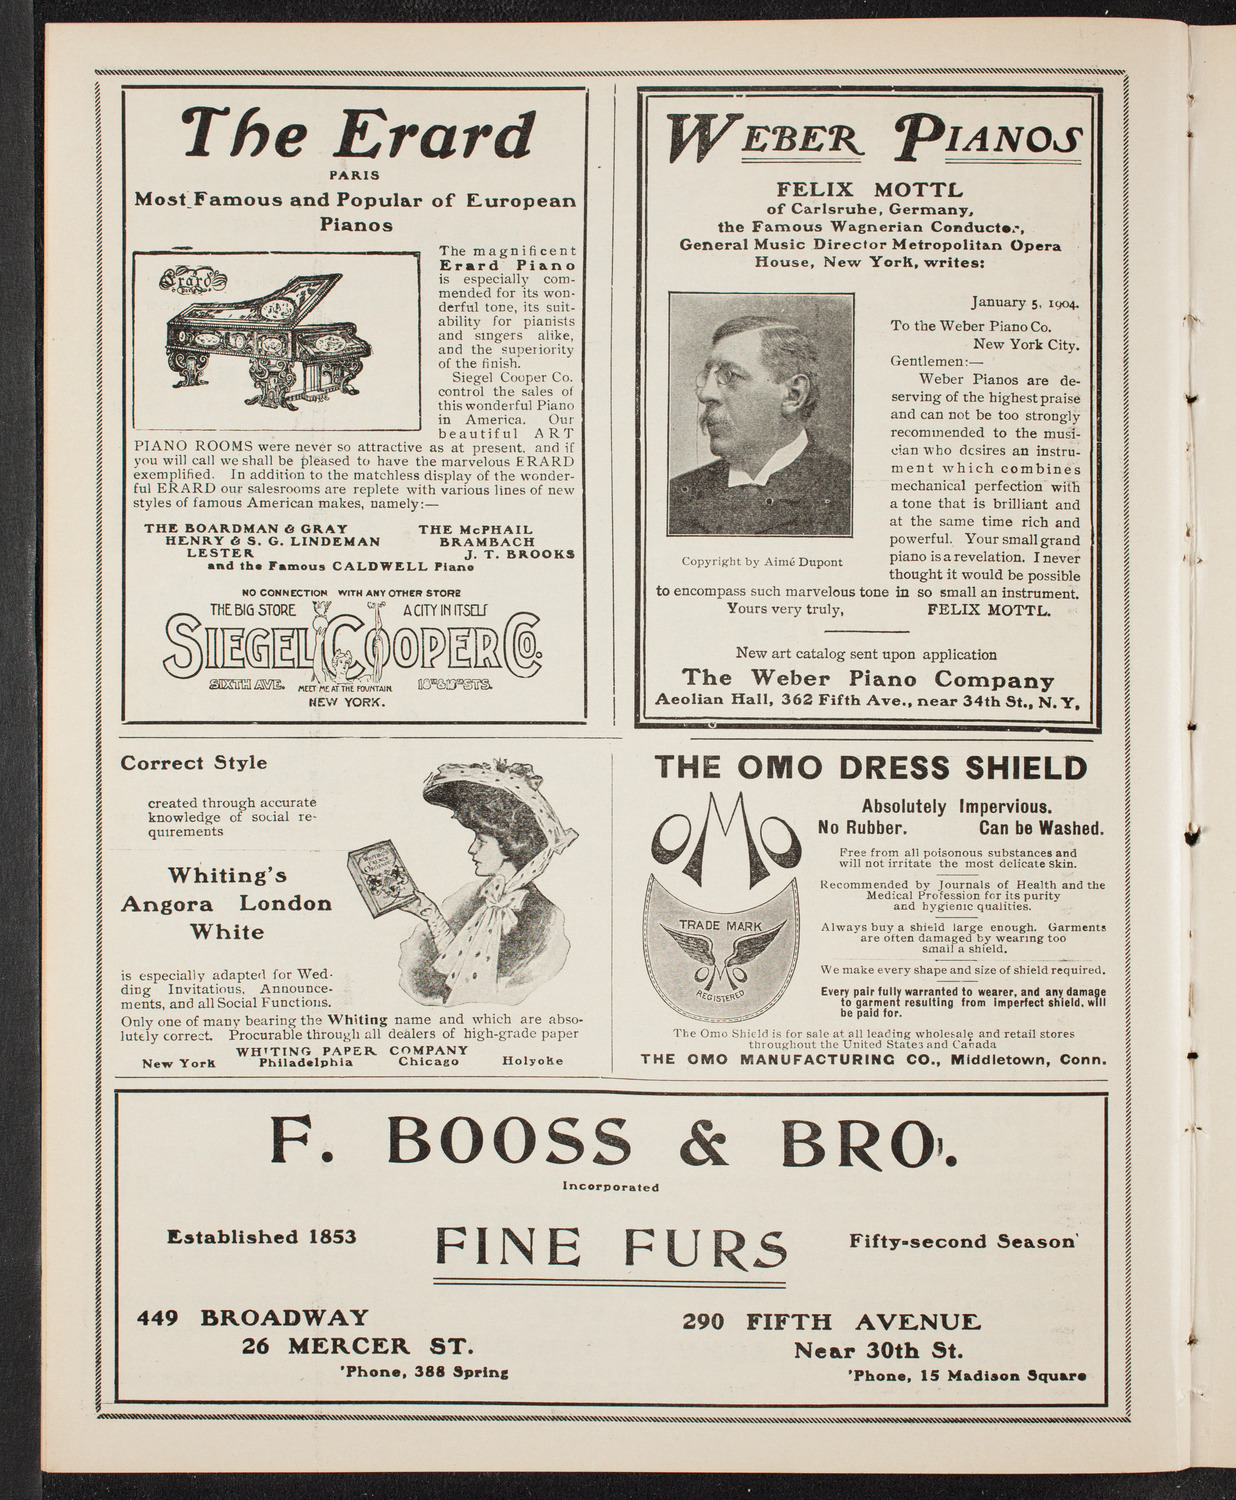 The Erard
PARIS
Most Famous and Popular of European
Pianos
Erard
The magnificent
Erard Piano
is especially com-
mended for its won-
derful tone, its suit-
ability for pianists
and singers alike,
and the superiority
of the finish.
Siegel Cooper Co.
control the sales of
this wonderful Piano
in America. Our
beautiful ART
PIANO ROOMS were never so attractive as at present, and if
you will call we shall be pleased to have the marvelous ERARD
exemplified. In addition to the matchless display of the wonder-
ful ERARD our salesrooms are replete with various lines of new
styles of famous American makes, namely:—
THE BOARDMAN & GRAY THE McPHAIL
HENRY & S. G. LINDEMAN BRAMBACH
LESTER J. T. BROOKS
and the Famous CALDWELL Piano
NO CONNECTION WITH ANY OTHER STORE
THE BIG STORE A CITY IN ITSELF
SIEGEL COOPER CO.
SIXTH AVE. MEET ME AT THE FOUNTAIN 18TH & 19TH STS.
NEW YORK.
WEBER PIANOS
FELIX MOTTL
of Carlsruhe, Germany,
the Famous Wagnerian Conductor,
General Music Director Metropolitan Opera
House, New York, writes:
January 5, 1904.
To the Weber Piano Co.
New York City.
Gentlemen:—
Weber Pianos are de-
serving of the highest praise
and can not be too strongly
recommended to the musi-
cian who desires an instru-
ment which combines
mechanical perfection with
a tone that is brilliant and
at the same time rich and
powerful. Your small grand
piano is a revelation. I never
thought it would be possible
to encompass such marvelous tone in so small an instrument.
Yours very truly, FELIX MOTTL.
Copyright by Aimé Dupont
New art catalog sent upon application
The Weber Piano Company
Aeolian Hall, 362 Fifth Ave., near 34th St., N. Y,
Correct Style
created through accurate
knowledge of social re-
quirements
Whiting's
Angora London
White
is especially adapted for Wed-
ding Invitations, Announce-
ments, and all Social Functions.
Only one of many bearing the Whiting name and which are abso-
lutely correct. Procurable through all dealers of high-grade paper
WHITING PAPER COMPANY
New York Philadelphia Chicago Holyoke
THE OMO DRESS SHIELD
OMO
TRADE MARK
OMO
REGISTERED
Absolutely Impervious.
No Rubber. Can be Washed.
Free from all poisonous substances and
will not irritate the most delicate skin.
Recommended by Journals of Health and the
Medical Profession for its purity
and hygienic qualities.
Always buy a shield large enough. Garments
are often damaged by wearing too
small a shield.
We make every shape and size of shield required.
Every pair fully warranted to wearer, and any damage
to garment resulting from imperfect shield, will
be paid for.
The Omo Shield is for sale at all leading wholesale and retail stores
throughout the United States and Canada
THE OMO MANUFACTURING CO., Middletown, Conn.
F. BOOSS & BRO.
Incorporated
Established 1853 FINE FURS Fifty-second Season
449 BROADWAY
26 MERCER ST.
'Phone, 388 Spring
290 FIFTH AVENUE
Near 30th St.
'Phone, 15 Madison Square